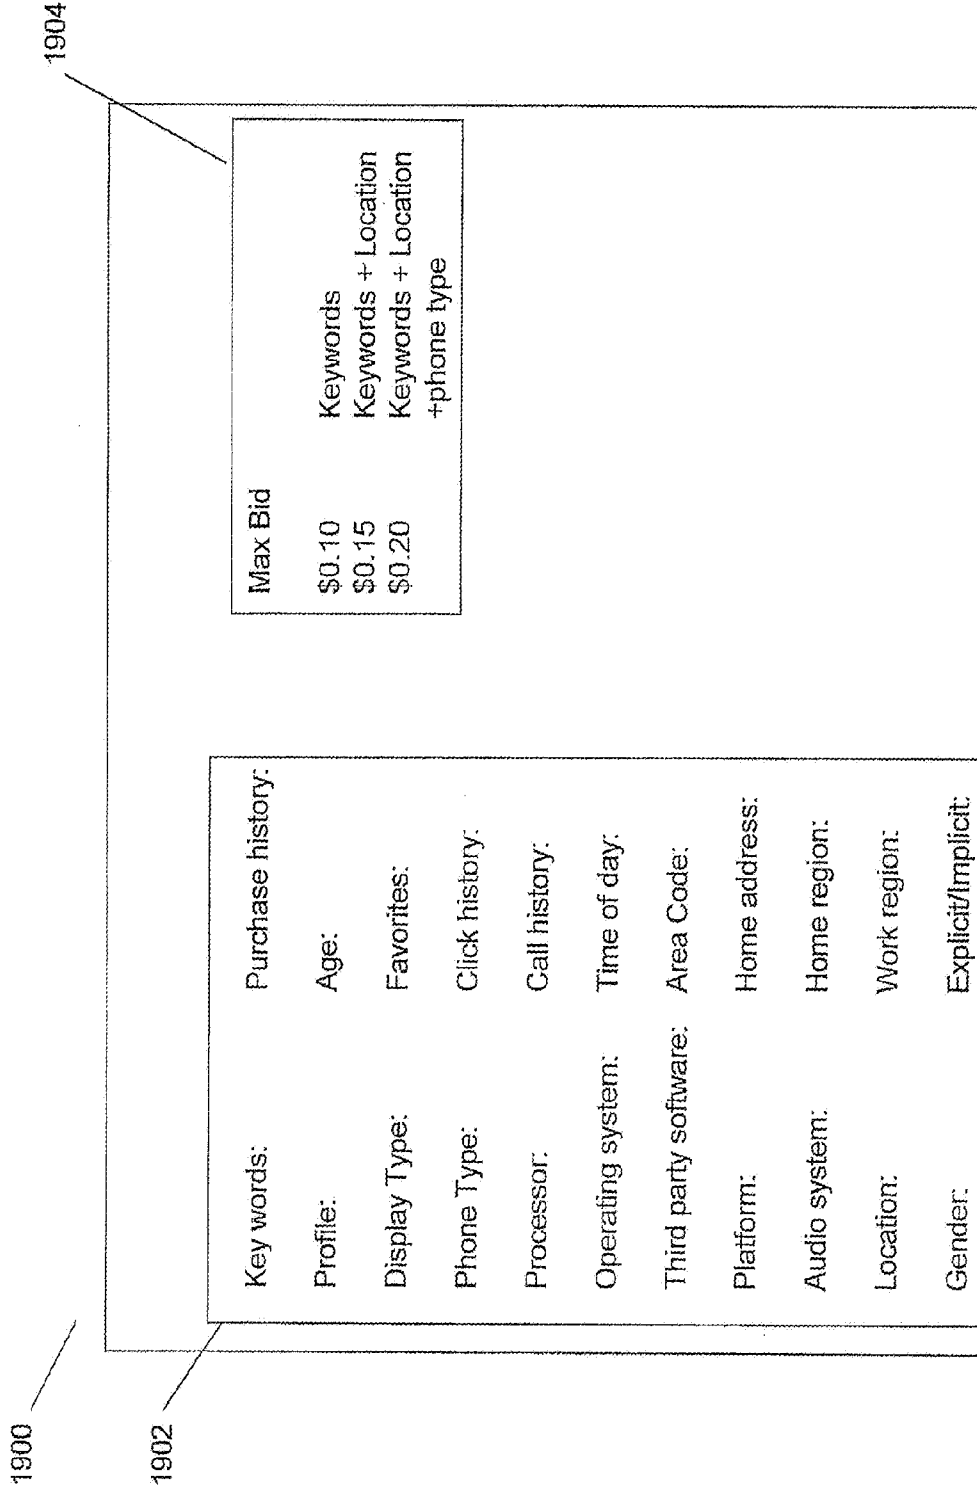 1900
1902
Key words: Purchase history:
Profile: Age:
Display Type: Favorites:
Phone Type: Click history:
Processor: Call history:
Operating system: Time of day:
Third party software: Area Code:
Platform: Home address:
Audio system: Home region:
Location: Work region:
Gender: Explicit/Implicit:
1904
Max Bid
$0.10 Keywords
$0.15 Keywords + Location
$0.20 Keywords + Location
+phone type